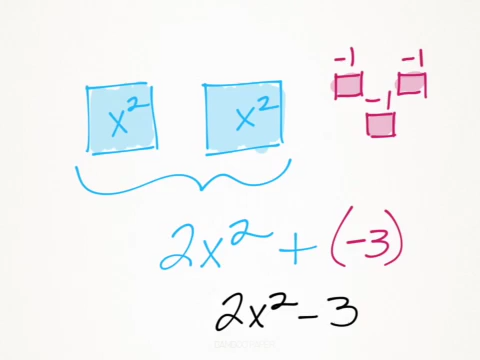 -1 -1
x² x² -1
2x² + (-3)
2x² - 3